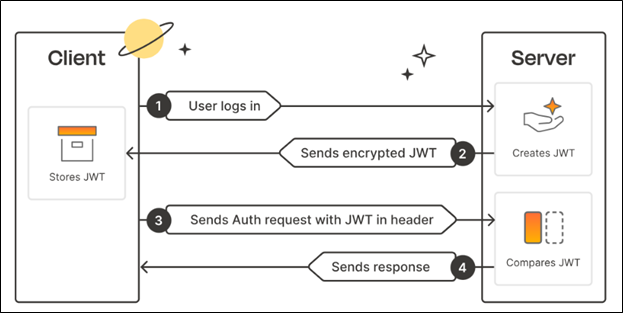 Client
Server
1 User logs in
Creates JWT
Sends encrypted JWT 2
Stores JWT
3 Sends Auth request with JWT in header
Compares JWT
Sends response 4